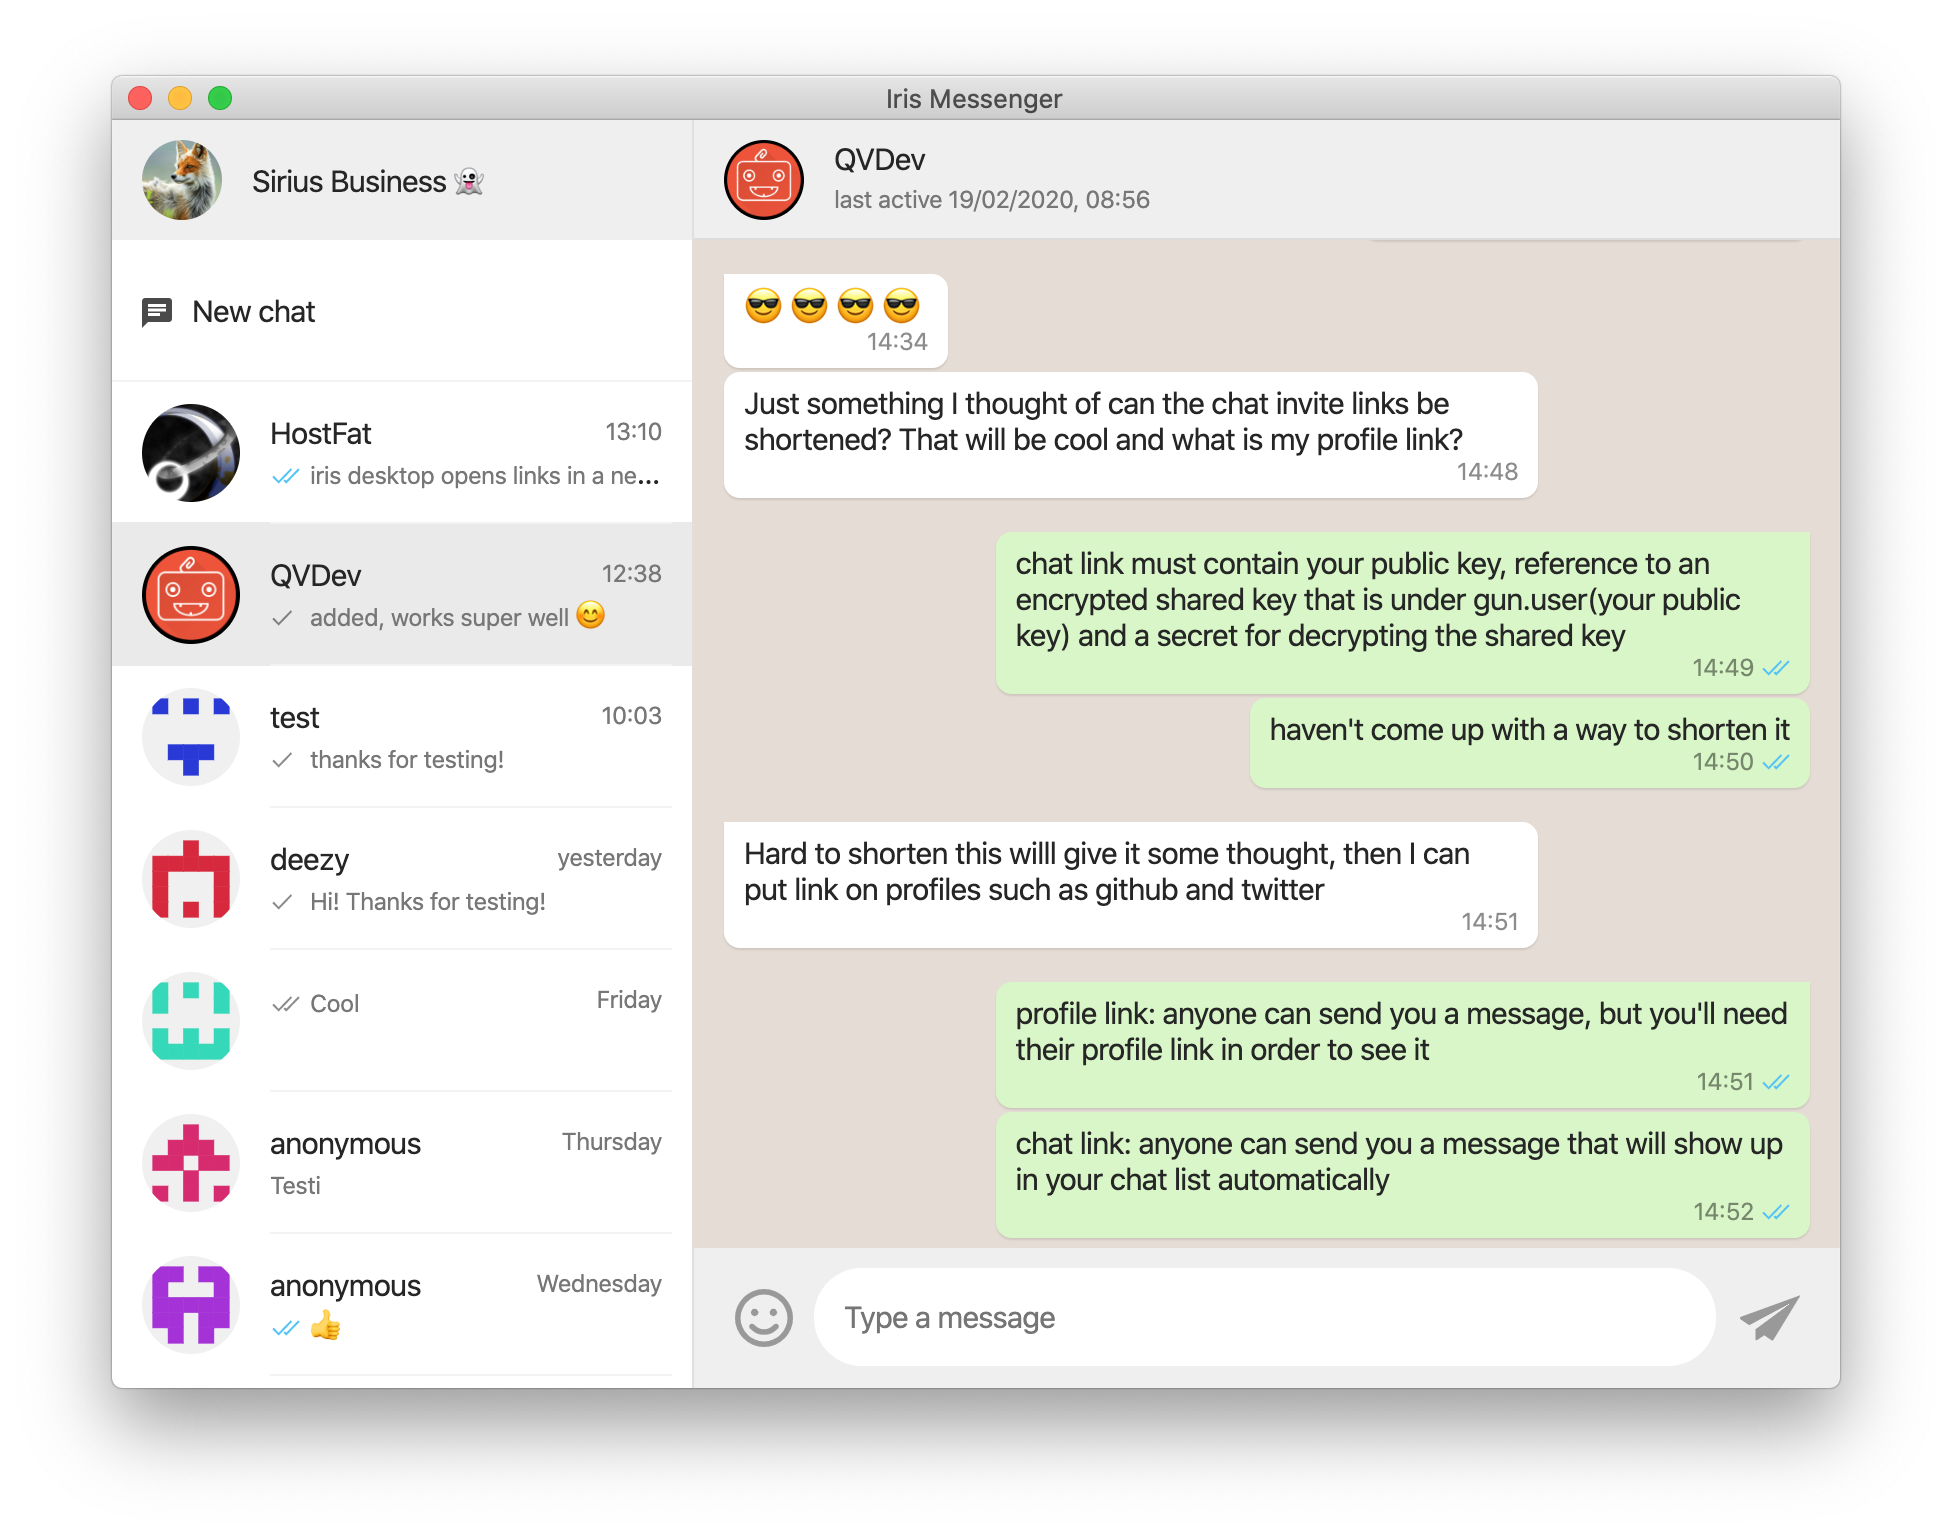 Iris Messenger
Sirius Business 👻
New chat
HostFat
13:10
iris desktop opens links in a ne...
QVDev
12:38
added, works super well 😊
test
10:03
thanks for testing!
deezy
yesterday
Hi! Thanks for testing!
Cool
Friday
anonymous
Thursday
Testi
anonymous
Wednesday
👍
QVDev
last active 19/02/2020, 08:56
😎😎😎😎
14:34
Just something I thought of can the chat invite links be
shortened? That will be cool and what is my profile link?
14:48
chat link must contain your public key, reference to an
encrypted shared key that is under gun.user(your public
key) and a secret for decrypting the shared key
14:49
haven't come up with a way to shorten it
14:50
Hard to shorten this willl give it some thought, then I can
put link on profiles such as github and twitter
14:51
profile link: anyone can send you a message, but you'll need
their profile link in order to see it
14:51
chat link: anyone can send you a message that will show up
in your chat list automatically
14:52
Type a message